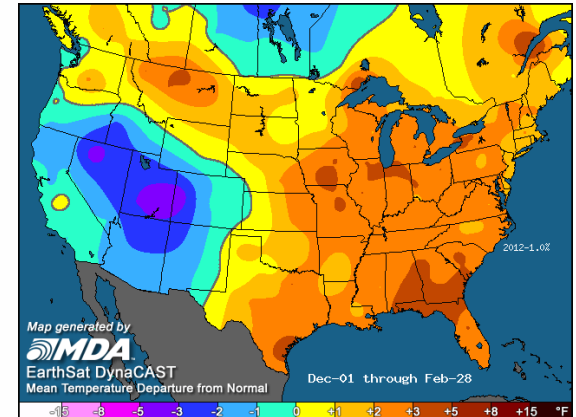 2012-1.0%
Map generated by
MDA
EarthSat DynaCAST
Mean Temperature Departure from Normal
Dec-01 through Feb-28
-15 -8 -5 -3 -2 -1 0 +1 +2 +3 +5 +8 +15 °F